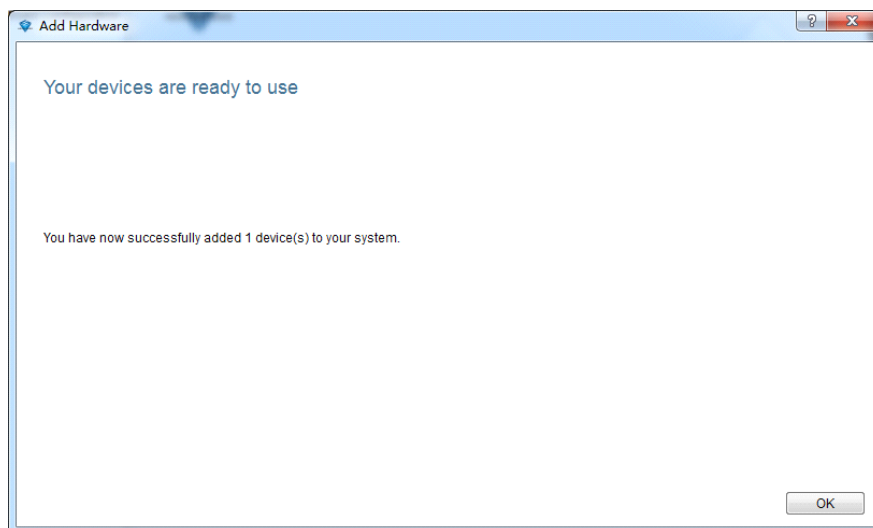 Add Hardware
Your devices are ready to use
You have now successfully added 1 device(s) to your system.
OK